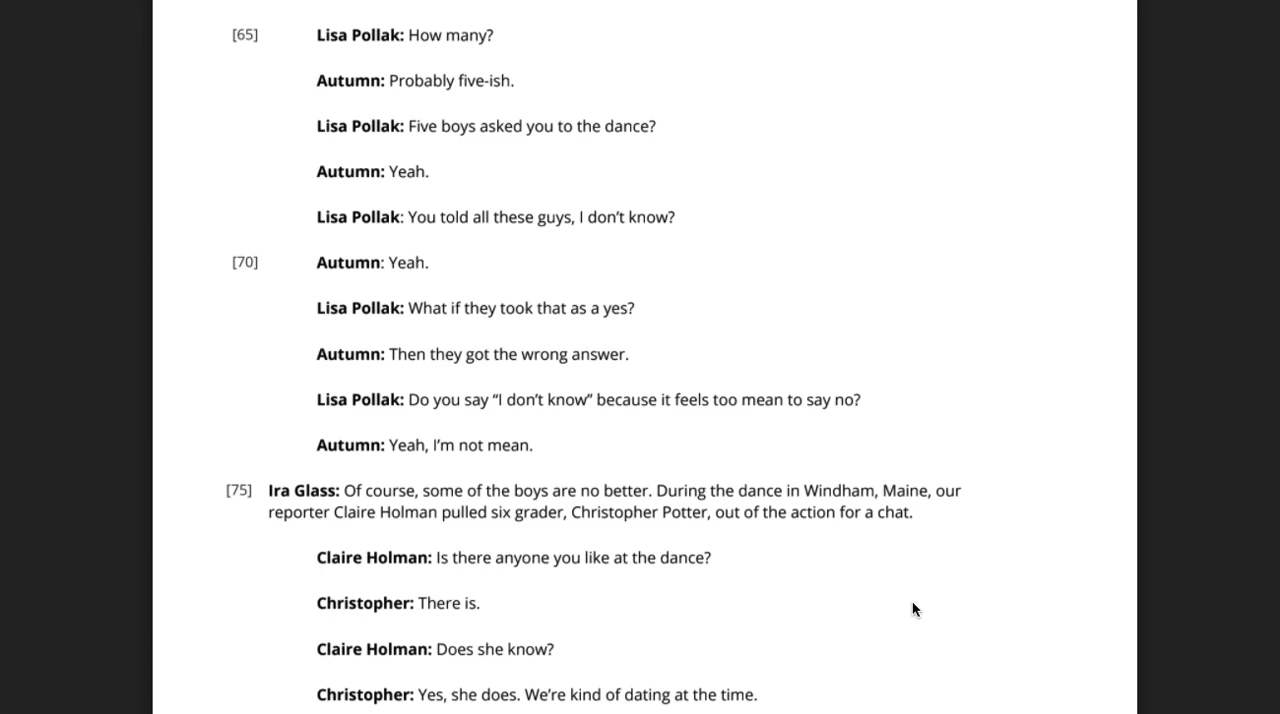 [65] Lisa Pollak: How many?
Autumn: Probably five-ish.
Lisa Pollak: Five boys asked you to the dance?
Autumn: Yeah.
Lisa Pollak: You told all these guys, I don’t know?
[70] Autumn: Yeah.
Lisa Pollak: What if they took that as a yes?
Autumn: Then they got the wrong answer.
Lisa Pollak: Do you say “I don’t know” because it feels too mean to say no?
Autumn: Yeah, I’m not mean.
[75] Ira Glass: Of course, some of the boys are no better. During the dance in Windham, Maine, our
reporter Claire Holman pulled six grader, Christopher Potter, out of the action for a chat.
Claire Holman: Is there anyone you like at the dance?
Christopher: There is.
Claire Holman: Does she know?
Christopher: Yes, she does. We’re kind of dating at the time.